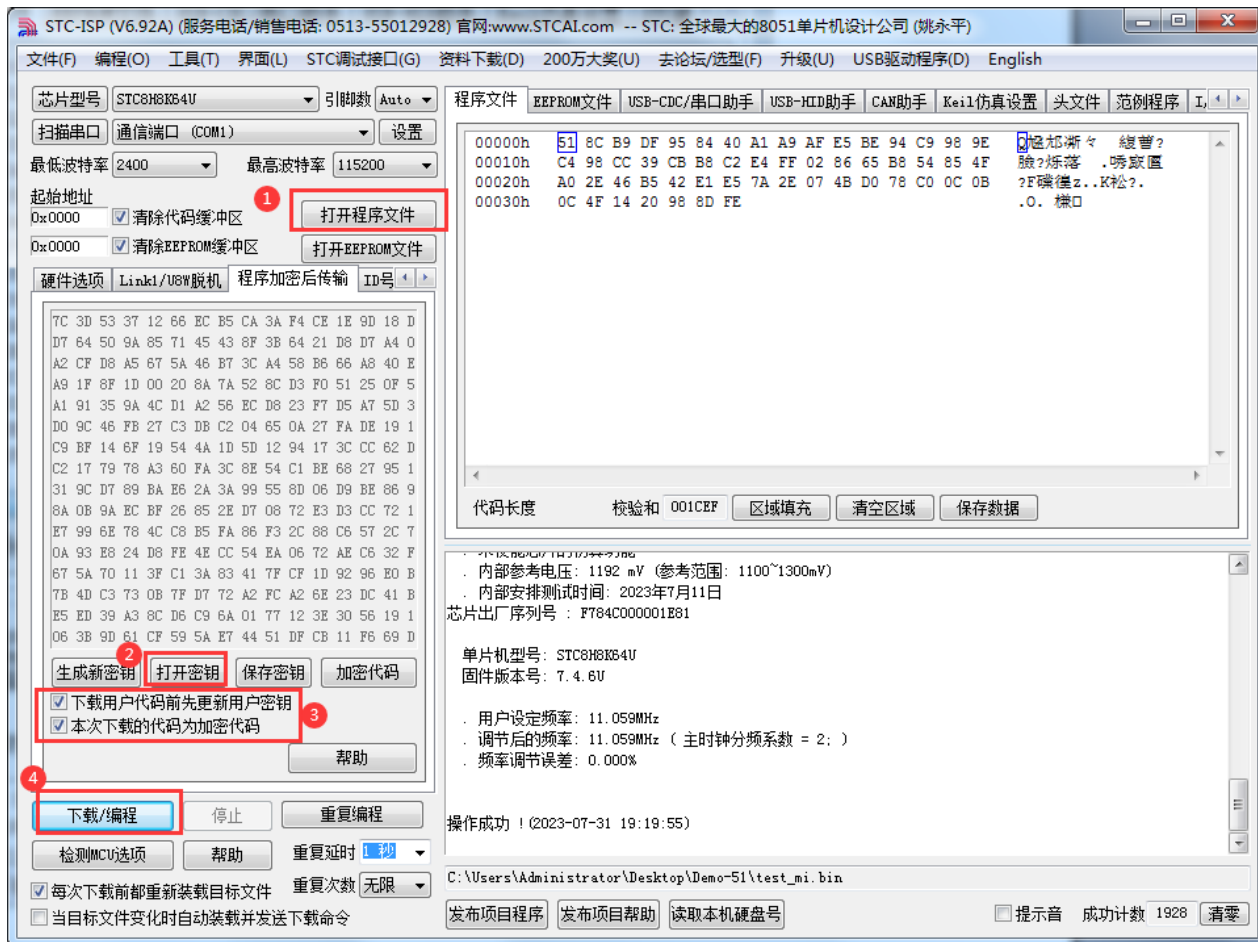 STC-ISP (V6.92A) (服务电话/销售电话: 0513-55012928) 官网:www.STCAI.com -- STC: 全球最大的8051单片机设计公司 (姚永平)
文件(F) 编程(O) 工具(T) 界面(L) STC调试接口(G) 资料下载(D) 200万大奖(U) 去论坛/选型(F) 升级(U) USB驱动程序(D) English
芯片型号 STC8H8K64U 引脚数 Auto
扫描串口 通信端口 (COM1) 设置
最低波特率 2400 最高波特率 115200
起始地址
1
0x0000 清除代码缓冲区 打开程序文件
0x0000 清除EEPROM缓冲区 打开EEPROM文件
硬件选项 Link1/U8W脱机 程序加密后传输 ID号
7C 3D 53 37 12 66 EC B5 CA 3A F4 CE 1E 9D 18 D
D7 64 50 9A 85 71 45 43 8F 3B 64 21 D8 D7 A4 0
A2 CF D8 A5 67 5A 46 B7 3C A4 58 B6 66 A8 40 E
A9 1F 8F 1D 00 20 8A 7A 52 8C D3 F0 51 25 0F 5
A1 91 35 9A 4C D1 A2 56 EC D8 23 F7 D5 A7 5D 3
D0 9C 46 FB 27 C3 DB C2 04 65 0A 27 FA DE 19 1
C9 BF 14 6F 19 54 4A 1D 5D 12 94 17 3C CC 62 D
C2 17 79 78 A3 60 FA 3C 8E 54 C1 BE 68 27 95 1
31 9C D7 89 BA E6 2A 3A 99 55 8D 06 D9 BE 86 9
8A 0B 9A EC BF 26 85 2E D7 08 72 E3 D3 CC 72 1
E7 99 6E 78 4C C8 B5 FA 86 F3 2C 88 C6 57 2C 7
0A 93 E8 24 D8 FE 4E CC 54 EA 06 72 AE C6 32 F
67 5A 70 11 3F C1 3A 83 41 7F CF 1D 92 96 E0 B
7B 4D C3 73 0B 7F D7 72 A2 FC A2 6E 23 DC 41 B
E5 ED 39 A3 8C D6 C9 6A 01 77 12 3E 30 56 19 1
06 3B 9D 61 CF 59 5A E7 44 51 DF CB 11 F6 69 D
2
生成新密钥 打开密钥 保存密钥 加密代码
下载用户代码前先更新用户密钥
本次下载的代码为加密代码
3
帮助
4
下载/编程 停止 重复编程
检测MCU选项 帮助 重复延时 1 秒
每次下载前都重新装载目标文件 重复次数 无限
当目标文件变化时自动装载并发送下载命令
程序文件 EEPROM文件 USB-CDC/串口助手 USB-HID助手 CAN助手 Keil仿真设置 头文件 范例程序 I,
00000h 51 8C B9 DF 95 84 40 A1 A9 AF E5 BE 94 C9 98 9E
00010h C4 98 CC 39 CB B8 C2 E4 FF 02 86 65 B8 54 85 4F
00020h A0 2E 46 B5 42 E1 E5 7A 2E 07 4B D0 78 C0 0C 0B
00030h 0C 4F 14 20 98 8D FE
代码长度 校验和 001CEF 区域填充 清空区域 保存数据
. 内部参考电压: 1192 mV (参考范围: 1100~1300mV)
. 内部安排测试时间: 2023年7月11日
芯片出厂序列号 : F784C000001E81
单片机型号: STC8H8K64U
固件版本号: 7.4.6U
. 用户设定频率: 11.059MHz
. 调节后的频率: 11.059MHz ( 主时钟分频系数 = 2; )
. 频率调节误差: 0.000%
操作成功 !(2023-07-31 19:19:55)
C:\Users\Administrator\Desktop\Demo-51\test_mi.bin
发布项目程序 发布项目帮助 读取本机硬盘号 提示音 成功计数 1928 清零